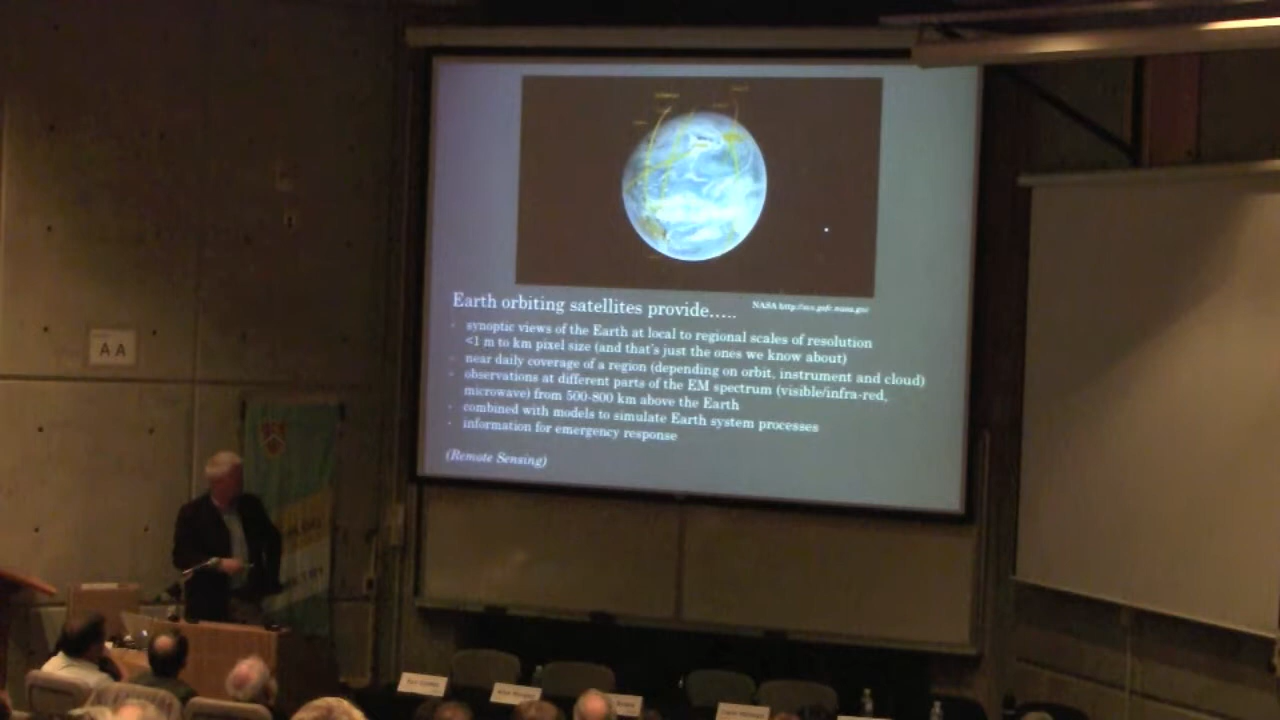 Earth orbiting satellites provide.....
synoptic views of the Earth at local to regional scales of resolution
<1 m to km pixel size (and that's just the ones we know about)
near daily coverage of a region (depending on orbit, instrument and cloud)
observations at different parts of the EM spectrum (visible/infra-red,
microwave) from 500-800 km above the Earth
combined with models to simulate Earth system processes
information for emergency response
(Remote Sensing)
NASA
A A